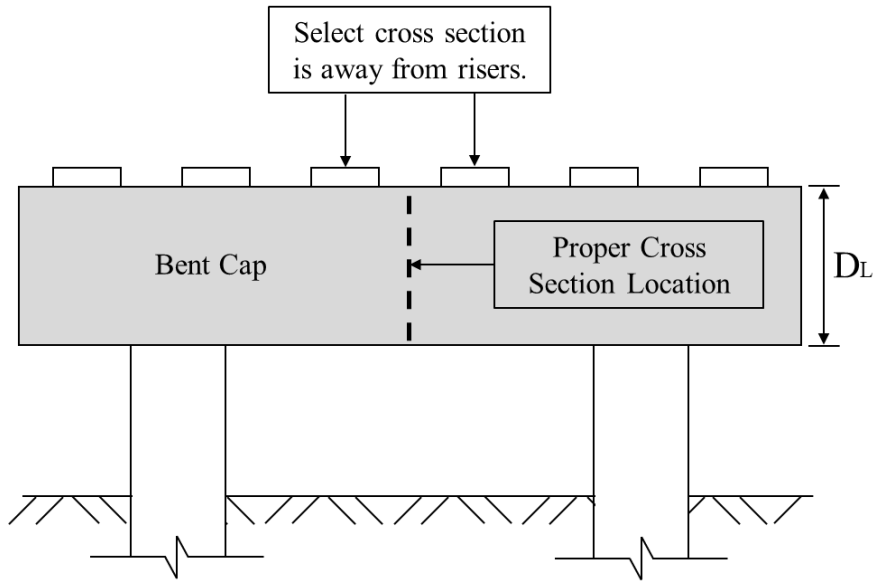 Select cross section
is away from risers.
Bent Cap
Proper Cross
Section Location
DL